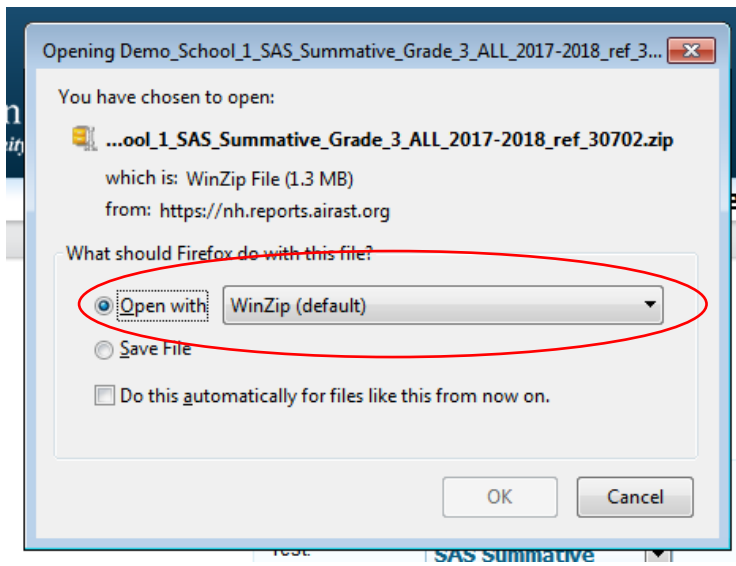 Opening Demo_School_1_SAS_Summative_Grade_3_ALL_2017-2018_ref_3...
You have chosen to open:
...ool_1_SAS_Summative_Grade_3_ALL_2017-2018_ref_30702.zip
which is: WinZip File (1.3 MB)
from: https://nh.reports.airast.org
What should Firefox do with this file?
Open with WinZip (default)
Save File
Do this automatically for files like this from now on.
OK Cancel
Test: SAS Summative